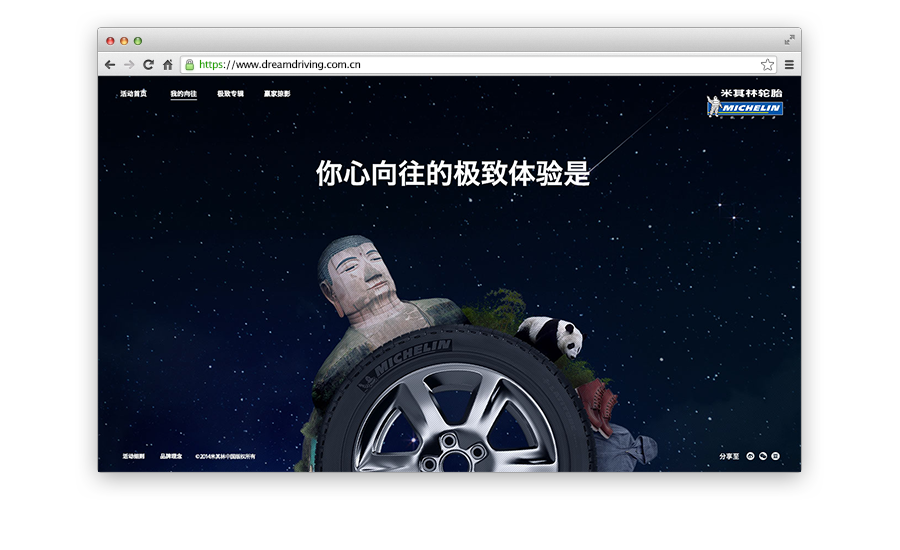 https://www.dreamdriving.com.cn
活动首页 我的向往 极致专辑 赢家掠影
米其林轮胎
MICHELIN
你心向往的极致体验是
MICHELIN
活动细则 品牌理念 ©2014米其林中国版权所有
分享至